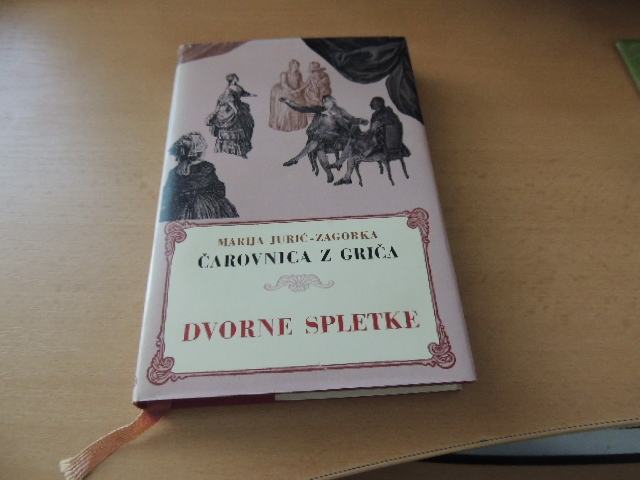 MARIJA JURIĆ-ZAGORKA
ČAROVNICA Z GRIČA
DVORNE SPLETKE